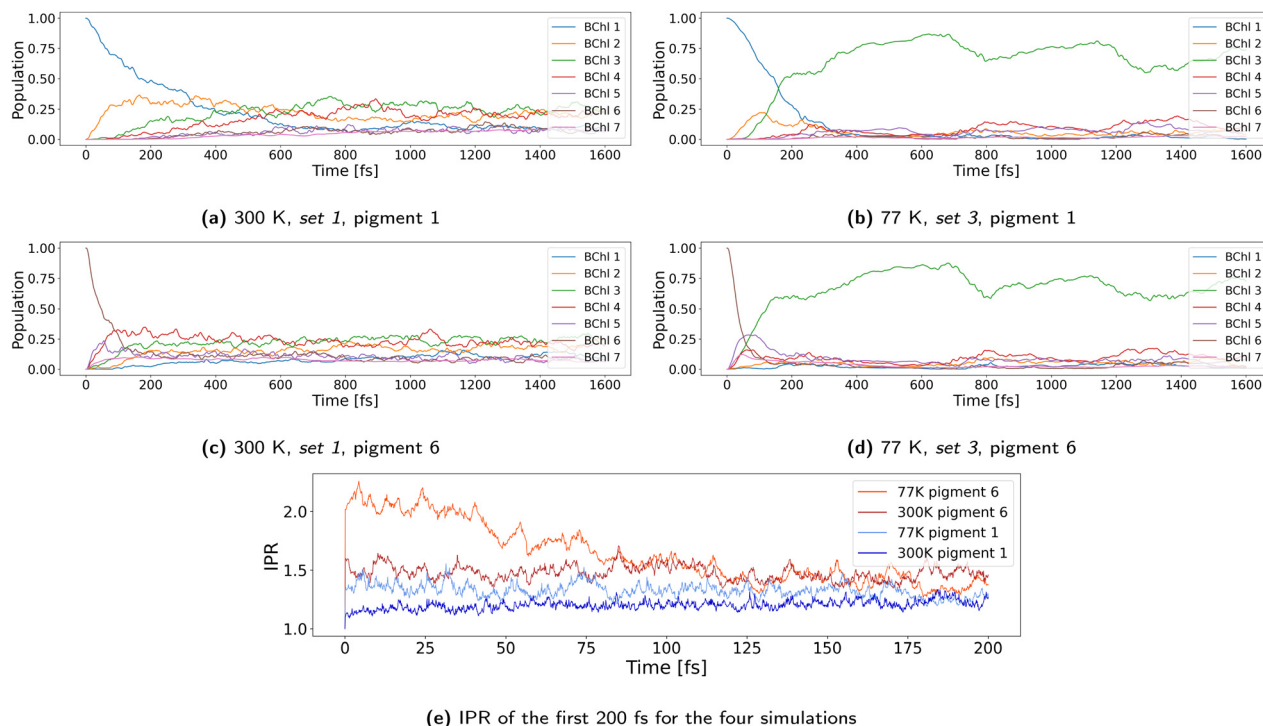 1.00
0.75
0.50
0.25
0.00
Population
0 200 400 600 800 1000 1200 1400 1600
Time [fs]
BChl 1
BChl 2
BChl 3
BChl 4
BChl 5
BChl 6
BChl 7
(a) 300 K, set 1, pigment 1
1.00
0.75
0.50
0.25
0.00
Population
0 200 400 600 800 1000 1200 1400 1600
Time [fs]
BChl 1
BChl 2
BChl 3
BChl 4
BChl 5
BChl 6
BChl 7
(b) 77 K, set 3, pigment 1
1.00
0.75
0.50
0.25
0.00
Population
0 200 400 600 800 1000 1200 1400 1600
Time [fs]
BChl 1
BChl 2
BChl 3
BChl 4
BChl 5
BChl 6
BChl 7
(c) 300 K, set 1, pigment 6
1.00
0.75
0.50
0.25
0.00
Population
0 200 400 600 800 1000 1200 1400 1600
Time [fs]
BChl 1
BChl 2
BChl 3
BChl 4
BChl 5
BChl 6
BChl 7
(d) 77 K, set 3, pigment 6
2.0
1.5
1.0
IPR
0 25 50 75 100 125 150 175 200
Time [fs]
77K pigment 6
300K pigment 6
77K pigment 1
300K pigment 1
(e) IPR of the first 200 fs for the four simulations